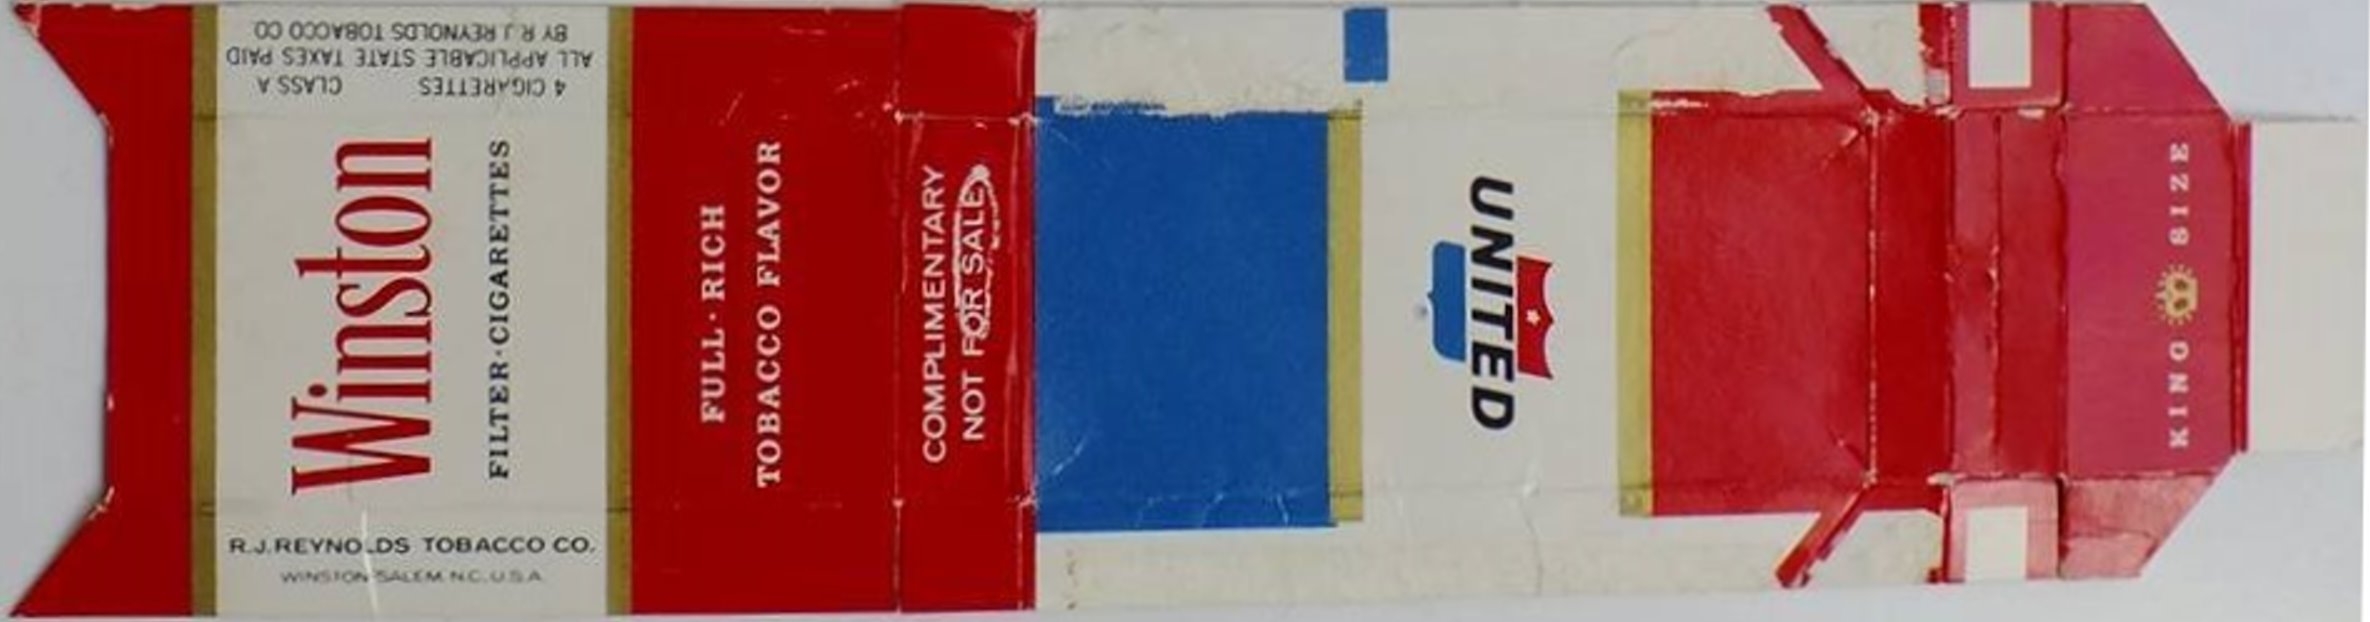 4 CIGARETTES CLASS A
ALL APPLICABLE STATE TAXES PAID
BY R.J. REYNOLDS TOBACCO CO
Winston
FILTER·CIGARETTES
R.J.REYNOLDS TOBACCO CO.
WINSTON-SALEM, N.C., U.S.A.
FULL·RICH
TOBACCO FLAVOR
COMPLIMENTARY
NOT FOR SALE
UNITED
KING SIZE